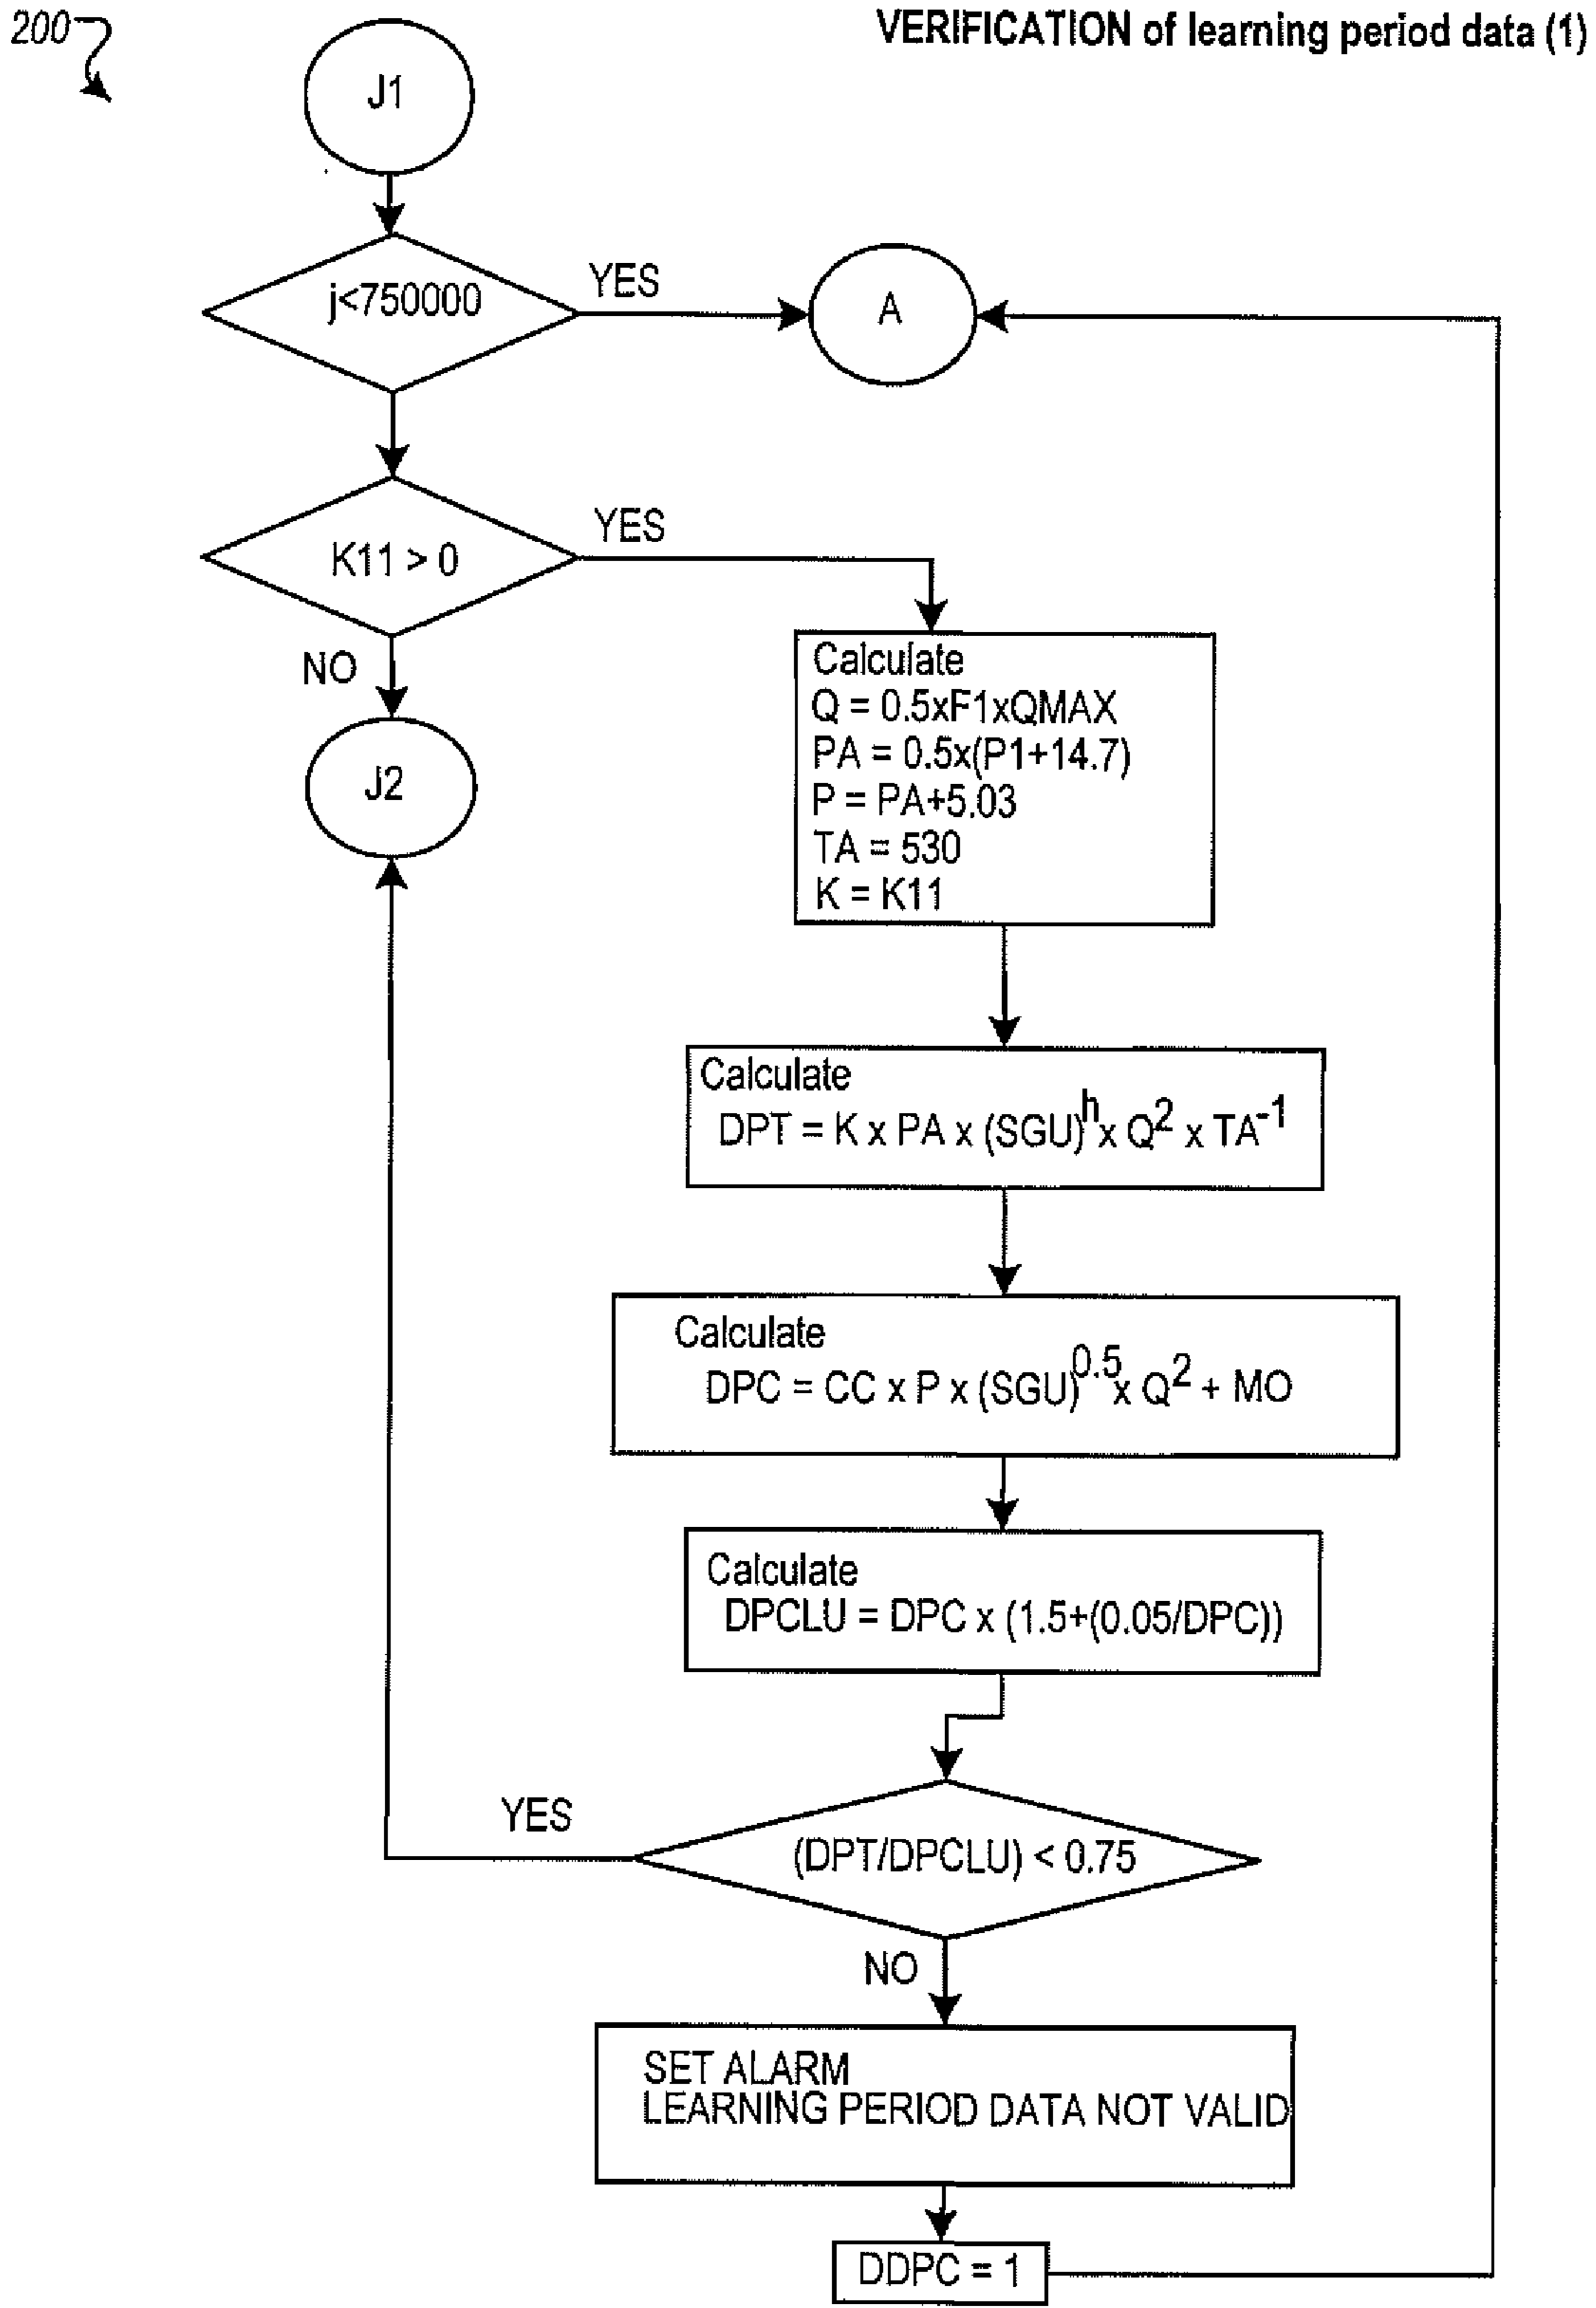 200
VERIFICATION of learning period data (1)
J1
j<750000
YES
A
K11 > 0
YES
NO
J2
Calculate
Q = 0.5xF1xQMAX
PA = 0.5x(P1+14.7)
P = PA+5.03
TA = 530
K = K11
Calculate
DPT = K x PA x (SGU)^h x Q^2 x TA^-1
Calculate
DPC = CC x P x (SGU)^0.5 x Q^2 + MO
Calculate
DPCLU = DPC x (1.5+(0.05/DPC))
YES
(DPT/DPCLU) < 0.75
NO
SET ALARM
LEARNING PERIOD DATA NOT VALID
DDPC = 1